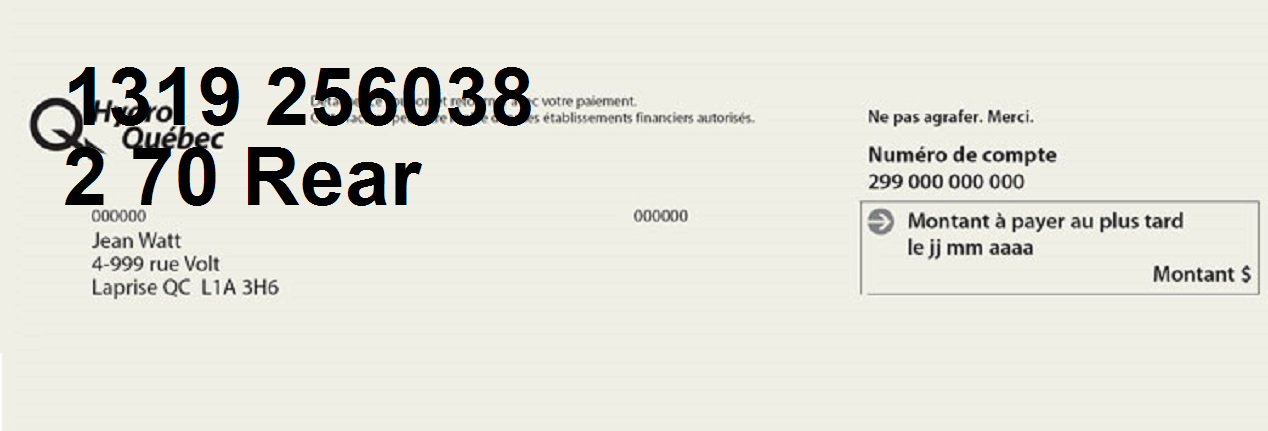 1319 256038
2 70 Rear
Hydro
Québec
votre paiement.
établissements financiers autorisés.
Ne pas agrafer. Merci.
Numéro de compte
299 000 000 000
000000
000000
Jean Watt
4-999 rue Volt
Laprise QC L1A 3H6
Montant à payer au plus tard
le jj mm aaaa
Montant $